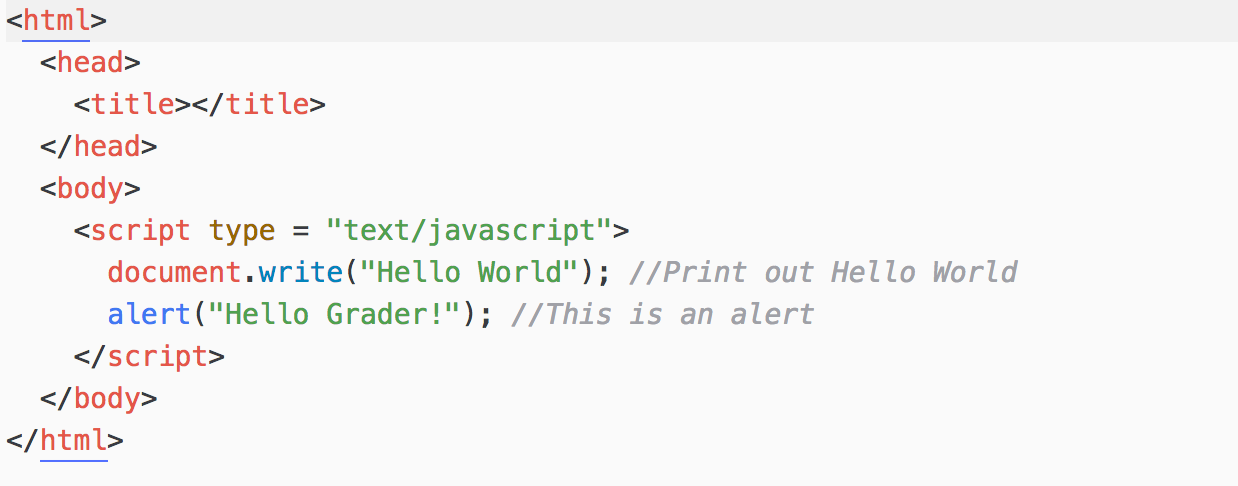 <html>
  <head>
    <title></title>
  </head>
  <body>
    <script type = "text/javascript">
      document.write("Hello World"); //Print out Hello World
      alert("Hello Grader!"); //This is an alert
    </script>
  </body>
</html>